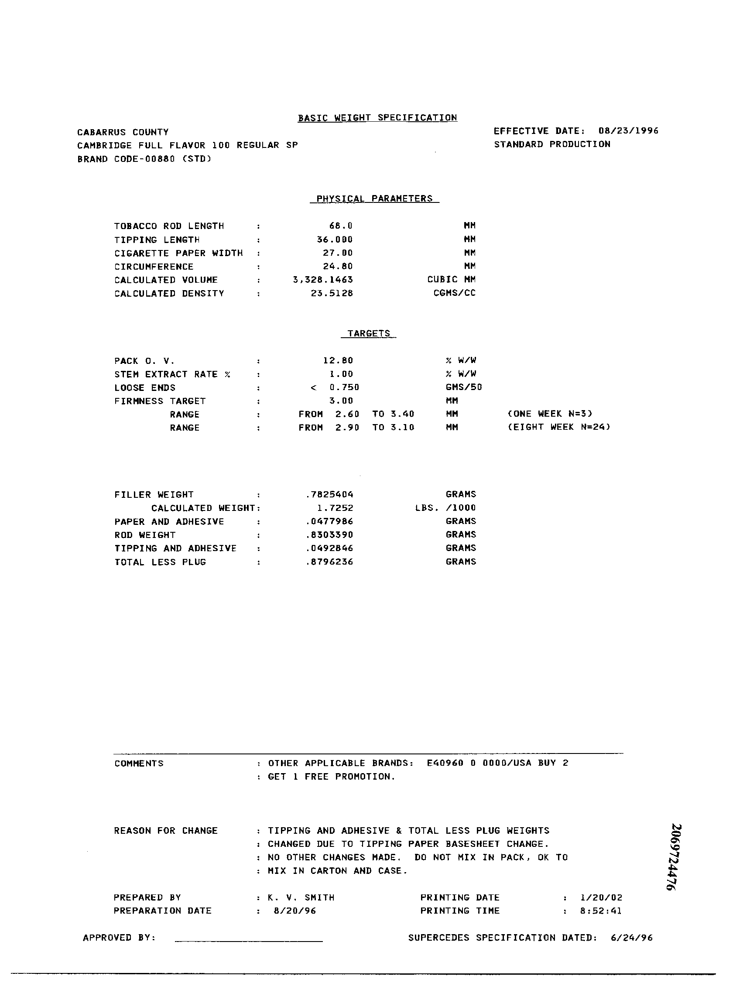 BASIC WEIGHT SPECIFICATION
CABARRUS COUNTY EFFECTIVE DATE: 08/23/1996
CAMBRIDGE FULL FLAVOR 100 REGULAR SP STANDARD PRODUCTION
BRAND CODE-00880 (STD)
PHYSICAL PARAMETERS
TOBACCO ROD LENGTH : 68.0 MM
TIPPING LENGTH : 36.000 MM
CIGARETTE PAPER WIDTH : 27.00 MM
CIRCUMFERENCE : 24.80 MM
CALCULATED VOLUME : 3,328.1463 CUBIC MM
CALCULATED DENSITY : 23.5128 CGMS/CC
TARGETS
PACK O. V. : 12.80 % W/W
STEM EXTRACT RATE % : 1.00 % W/W
LOOSE ENDS : < 0.750 GMS/50
FIRMNESS TARGET : 3.00 MM
RANGE : FROM 2.60 TO 3.40 MM (ONE WEEK N=3)
RANGE : FROM 2.90 TO 3.10 MM (EIGHT WEEK N=24)
FILLER WEIGHT : .7825404 GRAMS
CALCULATED WEIGHT: 1.7252 LBS. /1000
PAPER AND ADHESIVE : .0477986 GRAMS
ROD WEIGHT : .8303390 GRAMS
TIPPING AND ADHESIVE : .0492846 GRAMS
TOTAL LESS PLUG : .8796236 GRAMS
COMMENTS : OTHER APPLICABLE BRANDS: E40960 0 0000/USA BUY 2
: GET 1 FREE PROMOTION.
REASON FOR CHANGE : TIPPING AND ADHESIVE & TOTAL LESS PLUG WEIGHTS
: CHANGED DUE TO TIPPING PAPER BASESHEET CHANGE.
: NO OTHER CHANGES MADE. DO NOT MIX IN PACK, OK TO
: MIX IN CARTON AND CASE.
PREPARED BY : K. V. SMITH PRINTING DATE : 1/20/02
PREPARATION DATE : 8/20/96 PRINTING TIME : 8:52:41
APPROVED BY: SUPERCEDES SPECIFICATION DATED: 6/24/96
2069724476